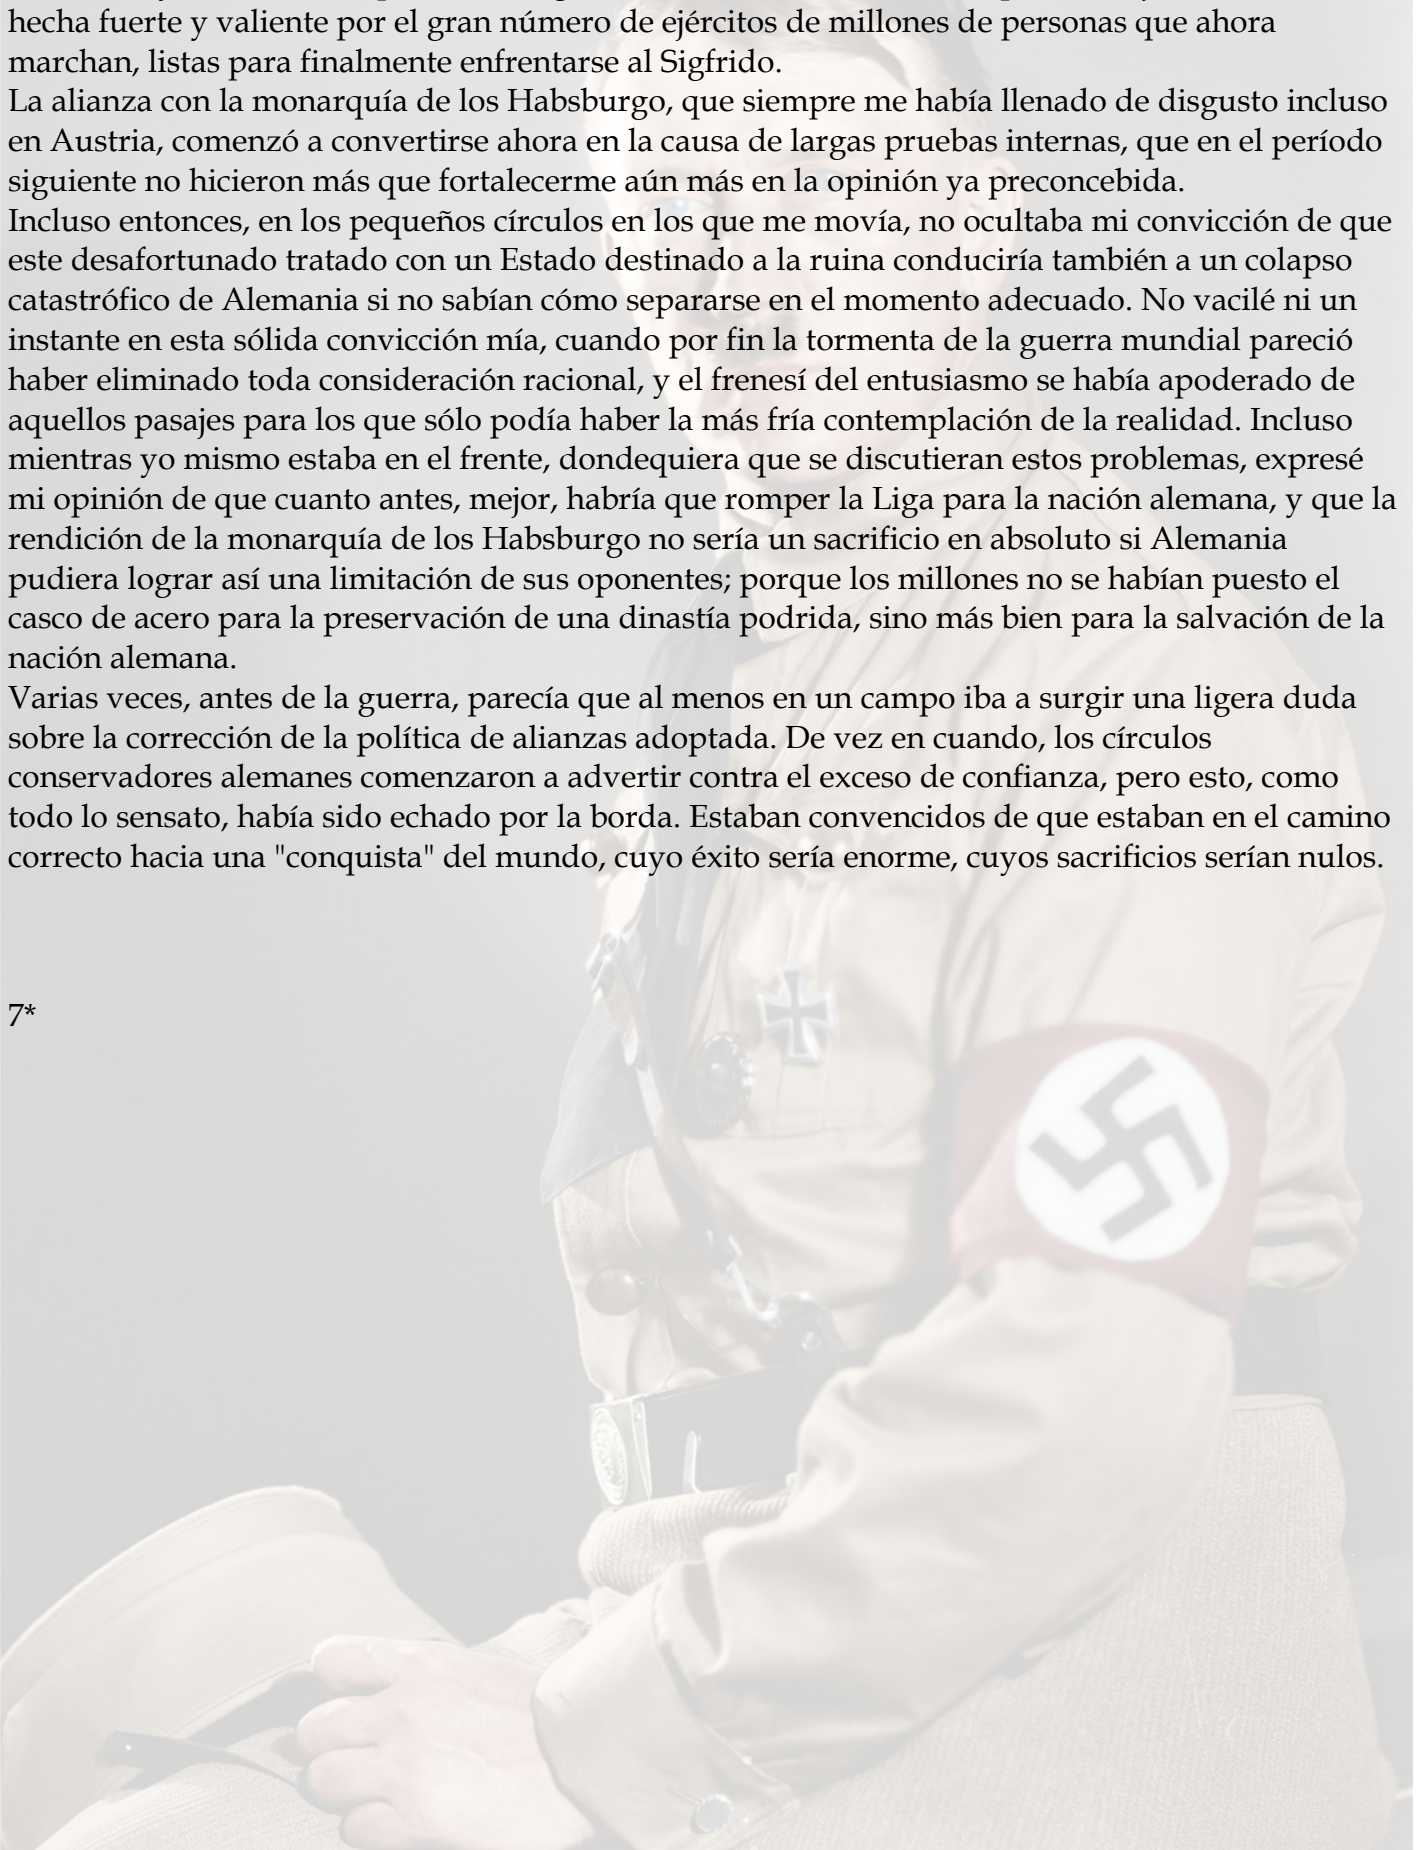 hecha fuerte y valiente por el gran número de ejércitos de millones de personas que ahora
marchan, listas para finalmente enfrentarse al Sigfrido.
La alianza con la monarquía de los Habsburgo, que siempre me había llenado de disgusto incluso
en Austria, comenzó a convertirse ahora en la causa de largas pruebas internas, que en el período
siguiente no hicieron más que fortalecerme aún más en la opinión ya preconcebida.
Incluso entonces, en los pequeños círculos en los que me movía, no ocultaba mi convicción de que
este desafortunado tratado con un Estado destinado a la ruina conduciría también a un colapso
catastrófico de Alemania si no sabían cómo separarse en el momento adecuado. No vacilé ni un
instante en esta sólida convicción mía, cuando por fin la tormenta de la guerra mundial pareció
haber eliminado toda consideración racional, y el frenesí del entusiasmo se había apoderado de
aquellos pasajes para los que sólo podía haber la más fría contemplación de la realidad. Incluso
mientras yo mismo estaba en el frente, dondequiera que se discutieran estos problemas, expresé
mi opinión de que cuanto antes, mejor, habría que romper la Liga para la nación alemana, y que la
rendición de la monarquía de los Habsburgo no sería un sacrificio en absoluto si Alemania
pudiera lograr así una limitación de sus oponentes; porque los millones no se habían puesto el
casco de acero para la preservación de una dinastía podrida, sino más bien para la salvación de la
nación alemana.
Varias veces, antes de la guerra, parecía que al menos en un campo iba a surgir una ligera duda
sobre la corrección de la política de alianzas adoptada. De vez en cuando, los círculos
conservadores alemanes comenzaron a advertir contra el exceso de confianza, pero esto, como
todo lo sensato, había sido echado por la borda. Estaban convencidos de que estaban en el camino
correcto hacia una "conquista" del mundo, cuyo éxito sería enorme, cuyos sacrificios serían nulos.
7*